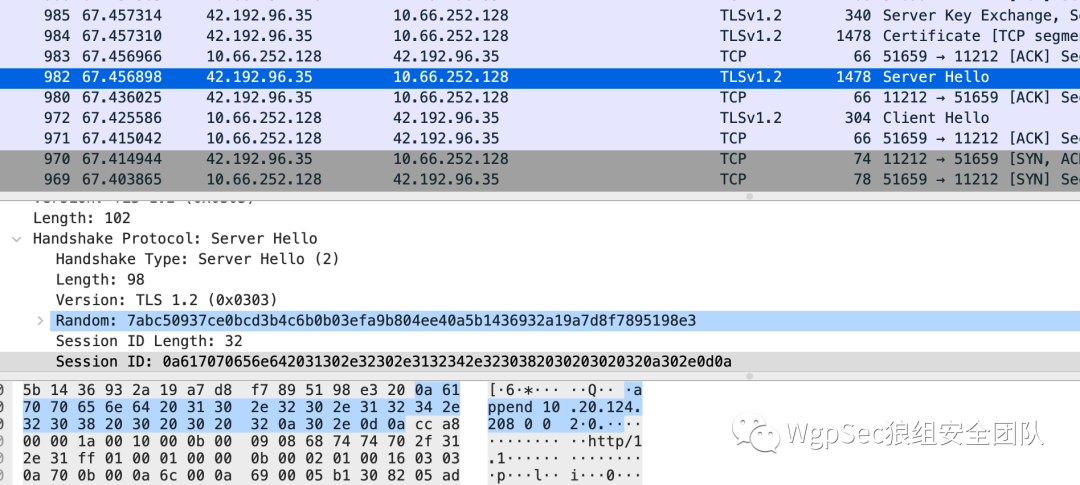 985 67.457314 42.192.96.35 10.66.252.128 TLSv1.2 340 Server Key Exchange, Se
984 67.457310 42.192.96.35 10.66.252.128 TLSv1.2 1478 Certificate [TCP segme
983 67.456966 10.66.252.128 42.192.96.35 TCP 66 51659 → 11212 [ACK] Se
982 67.456898 42.192.96.35 10.66.252.128 TLSv1.2 1478 Server Hello
980 67.436025 42.192.96.35 10.66.252.128 TCP 66 11212 → 51659 [ACK] Se
972 67.425586 10.66.252.128 42.192.96.35 TLSv1.2 304 Client Hello
971 67.415042 10.66.252.128 42.192.96.35 TCP 66 51659 → 11212 [ACK] Se
970 67.414944 42.192.96.35 10.66.252.128 TCP 74 11212 → 51659 [SYN, ACK
969 67.403865 10.66.252.128 42.192.96.35 TCP 78 51659 → 11212 [SYN] Se
Length: 102
Handshake Protocol: Server Hello
Handshake Type: Server Hello (2)
Length: 98
Version: TLS 1.2 (0x0303)
Random: 7abc50937ce0bcd3b4c6b0b03efa9b804ee40a5b1436932a19a7d8f7895198e3
Session ID Length: 32
Session ID: 0a617070656e642031302e32302e3132342e3230382030203020320a302e0d0a
5b 14 36 93 2a 19 a7 d8 f7 89 51 98 e3 20 0a 61 [·6·*··· ··Q·· ·a
70 70 65 6e 64 20 31 30 2e 32 30 2e 31 32 34 2e ppend 10 .20.124.
32 30 38 20 30 20 30 20 32 0a 30 2e 0d 0a cc a8 208 0 0 2·0.····
00 00 1a 00 10 00 0b 00 09 08 68 74 74 70 2f 31 ········ ··http/1
2e 31 ff 01 00 01 00 00 0b 00 02 01 00 16 03 03 .1······ ········
0a 70 0b 00 0a 6c 00 0a 69 00 05 b1 30 82 05 ad ·p···l·· i···0···
WgpSec狼组安全团队